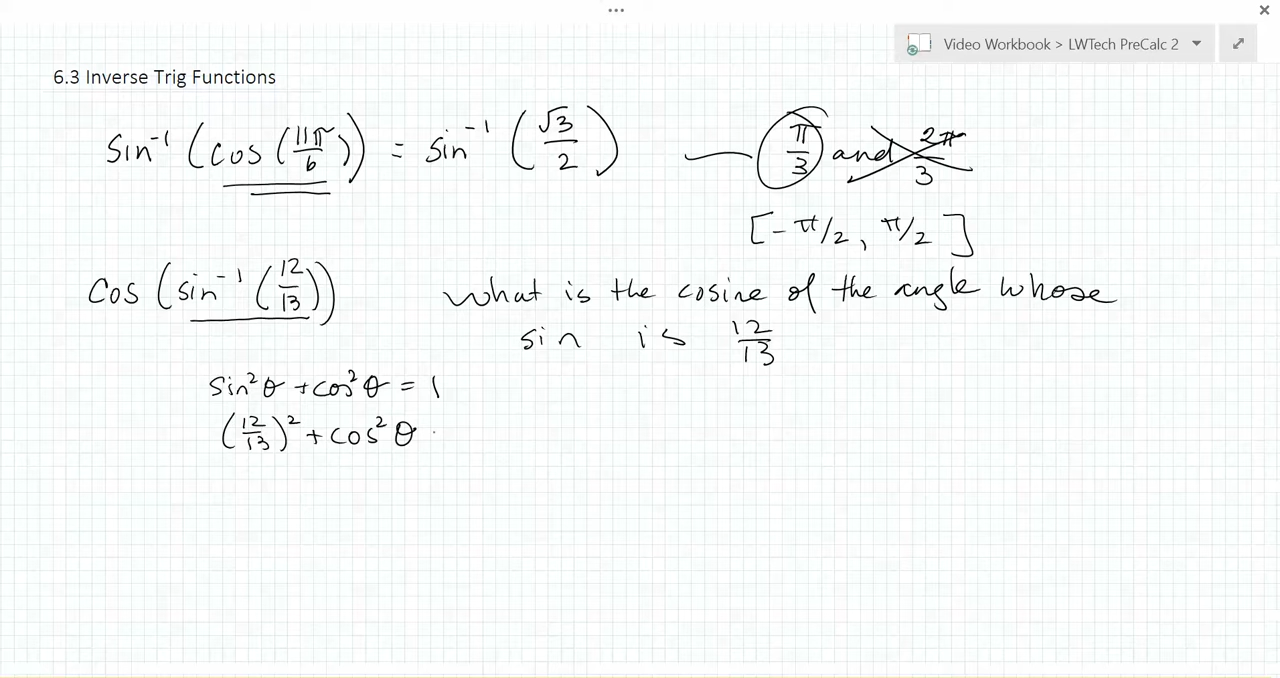 Video Workbook > LWTech PreCalc 2
6.3 Inverse Trig Functions
Sin⁻¹ (cos (11π/6)) = sin⁻¹ (√3/2) π/3 and 2π/3
[-π/2, π/2]
Cos (sin⁻¹ (12/13)) What is the cosine of the angle whose
sin is 12/13
Sin²θ + cos²θ = 1
(12/13)² + cos²θ